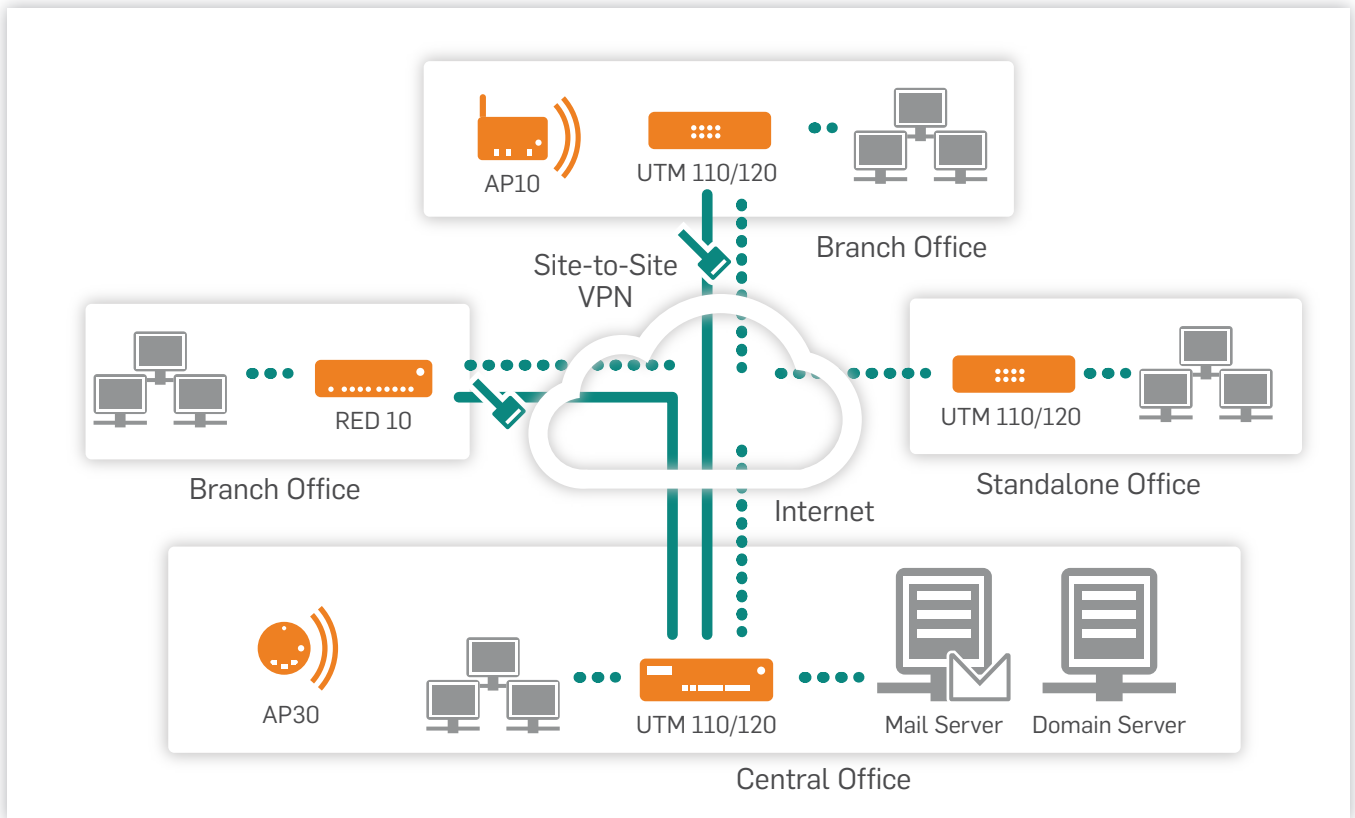 AP10
UTM 110/120
Branch Office
Site-to-Site
VPN
RED 10
Branch Office
UTM 110/120
Standalone Office
Internet
AP30
UTM 110/120
Mail Server
Domain Server
Central Office